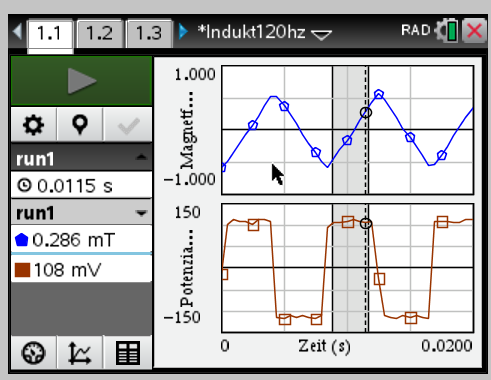 1.1 1.2 1.3 *Indukt120hz RAD
run1
0.0115 s
run1
0.286 mT
108 mV
1.000
Magnetf...
-1.000
150
Potenzia...
-150
0 Zeit (s) 0.0200